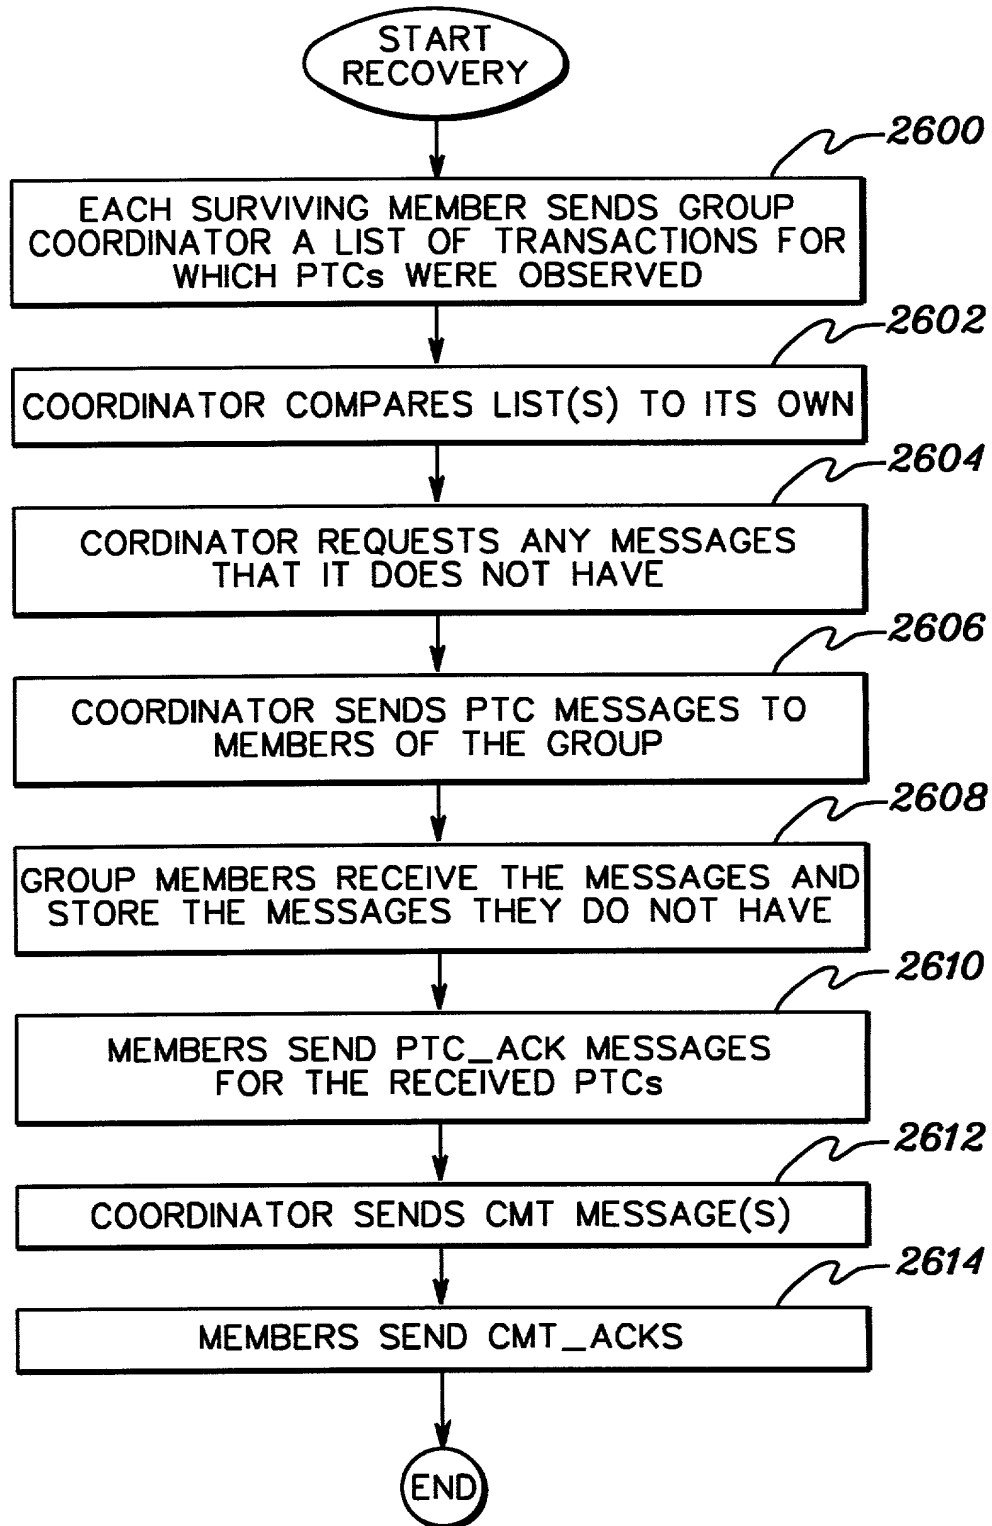 START
RECOVERY
2600
EACH SURVIVING MEMBER SENDS GROUP
COORDINATOR A LIST OF TRANSACTIONS FOR
WHICH PTCs WERE OBSERVED
2602
COORDINATOR COMPARES LIST(S) TO ITS OWN
2604
CORDINATOR REQUESTS ANY MESSAGES
THAT IT DOES NOT HAVE
2606
COORDINATOR SENDS PTC MESSAGES TO
MEMBERS OF THE GROUP
2608
GROUP MEMBERS RECEIVE THE MESSAGES AND
STORE THE MESSAGES THEY DO NOT HAVE
2610
MEMBERS SEND PTC_ACK MESSAGES
FOR THE RECEIVED PTCs
2612
COORDINATOR SENDS CMT MESSAGE(S)
2614
MEMBERS SEND CMT_ACKS
END